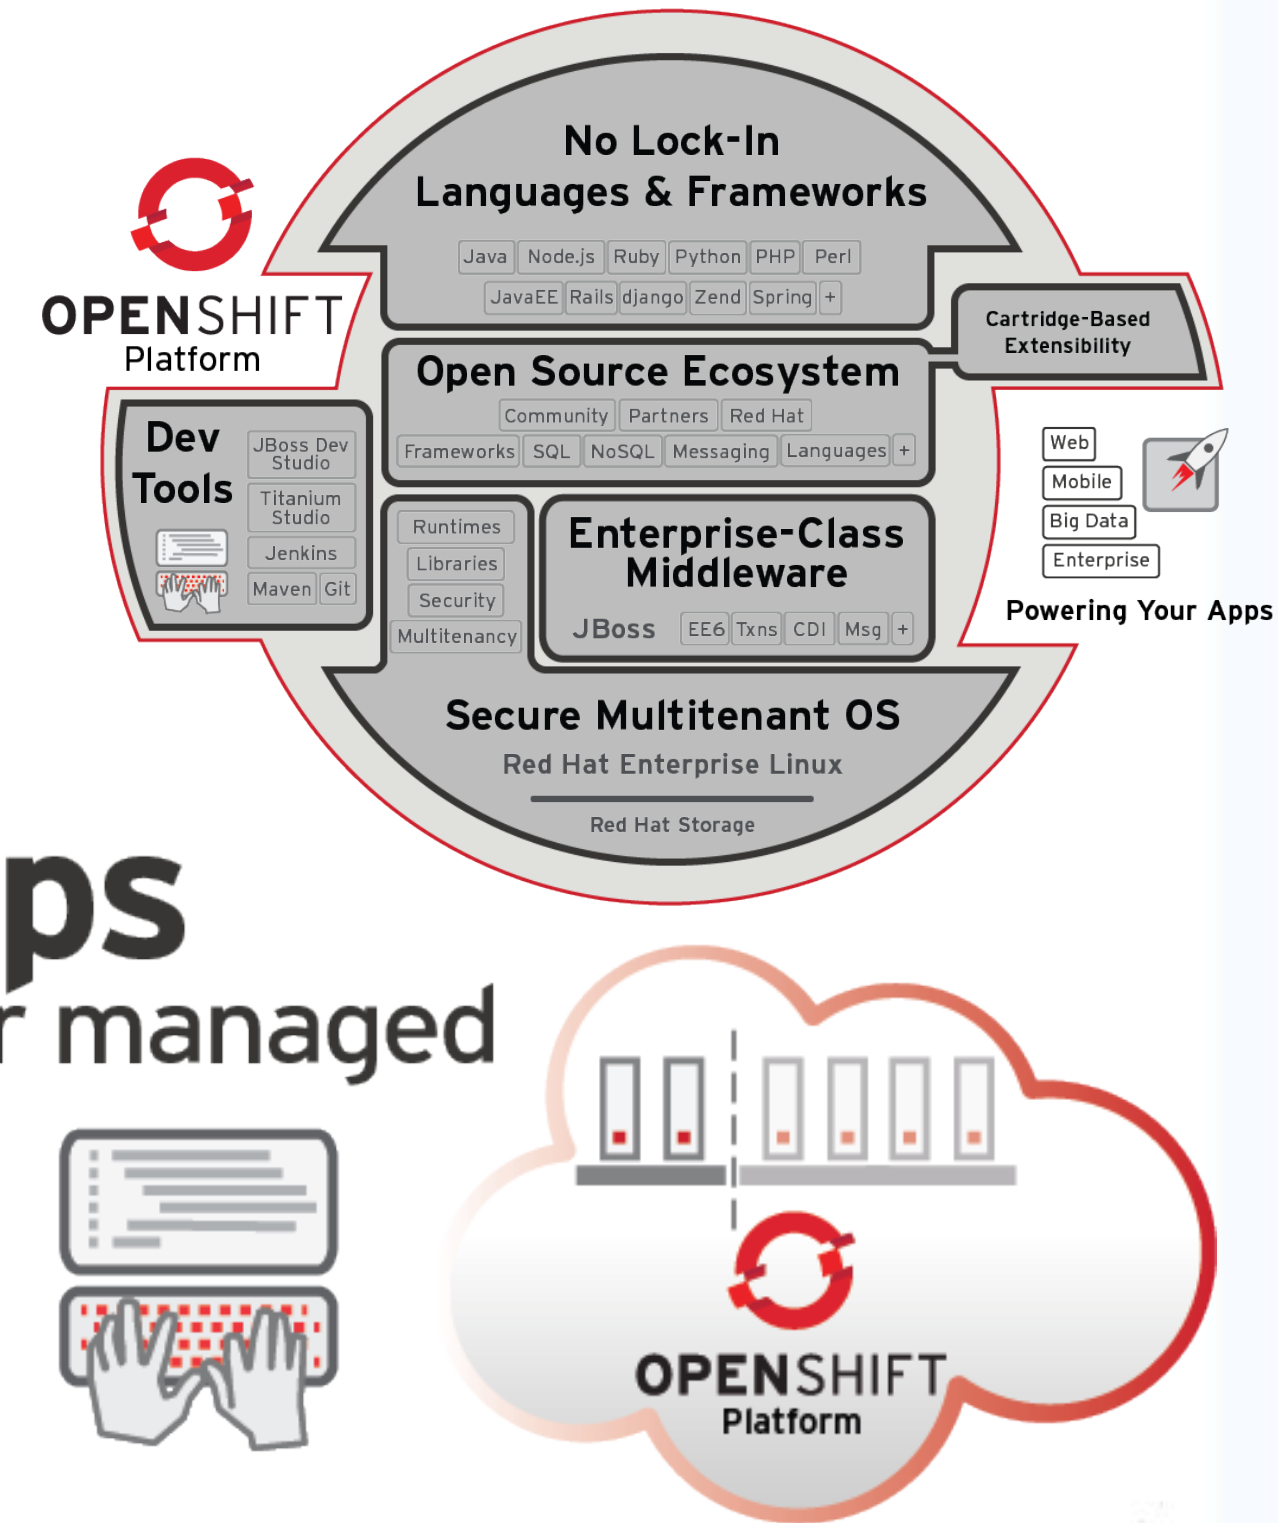 No Lock-In
Languages & Frameworks
Java Node.js Ruby Python PHP Perl
JavaEE Rails django Zend Spring +
OPENSHIFT
Platform
Cartridge-Based
Extensibility
Open Source Ecosystem
Community Partners Red Hat
Frameworks SQL NoSQL Messaging Languages +
Dev
Tools
JBoss Dev
Studio
Titanium
Studio
Jenkins
Maven Git
Runtimes
Libraries
Security
Multitenancy
Enterprise-Class
Middleware
JBoss EE6 Txns CDI Msg +
Web
Mobile
Big Data
Enterprise
Powering Your Apps
Secure Multitenant OS
Red Hat Enterprise Linux
Red Hat Storage
ps
r managed
OPENSHIFT
Platform